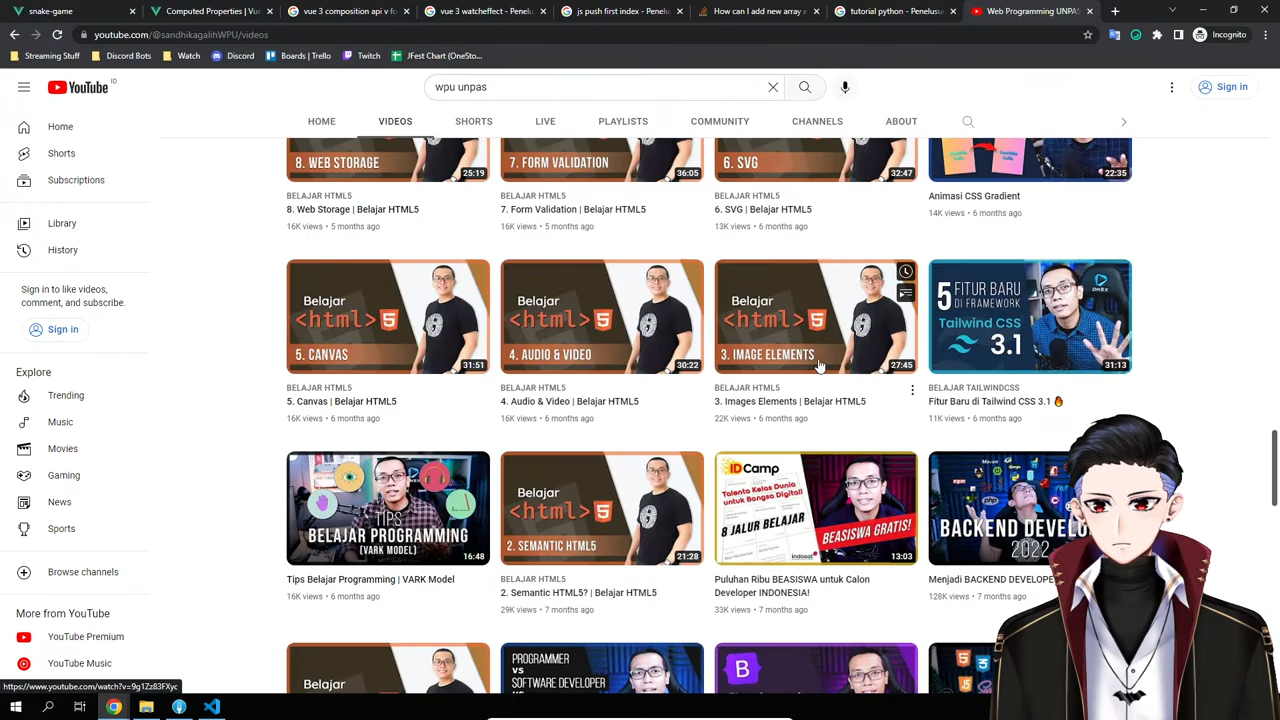 snake-game
Computed Properties | Vue
vue 3 composition api v fo
vue 3 watcheffect - Penelu
js push first index - Penelu
How can I add new array e
tutorial python - Penelusu
Web Programming UNPAS
youtube.com/@sandhikagalihWPU/videos
Incognito
Streaming Stuff
Discord Bots
Watch
Discord
Boards | Trello
Twitch
JFest Chart (OneSto...
YouTube ID
wpu unpas
Sign in
HOME
VIDEOS
SHORTS
LIVE
PLAYLISTS
COMMUNITY
CHANNELS
ABOUT
Home
Shorts
Subscriptions
Library
History
Sign in to like videos,
comment, and subscribe.
Sign in
Explore
Trending
Music
Movies
Gaming
News
Sports
Browse channels
More from YouTube
YouTube Premium
YouTube Music
https://www.youtube.com/watch?v=9g1Zz83FXyc
8. WEB STORAGE
25:19
BELAJAR HTML5
8. Web Storage | Belajar HTML5
16K views • 5 months ago
7. FORM VALIDATION
36:05
BELAJAR HTML5
7. Form Validation | Belajar HTML5
16K views • 5 months ago
6. SVG
32:47
BELAJAR HTML5
6. SVG | Belajar HTML5
13K views • 6 months ago
22:35
Animasi CSS Gradient
14K views • 6 months ago
Belajar
<html> 5
5. CANVAS
31:51
BELAJAR HTML5
5. Canvas | Belajar HTML5
16K views • 6 months ago
Belajar
<html> 5
4. AUDIO & VIDEO
30:22
BELAJAR HTML5
4. Audio & Video | Belajar HTML5
16K views • 6 months ago
Belajar
<html> 5
3. IMAGE ELEMENTS
27:45
BELAJAR HTML5
3. Images Elements | Belajar HTML5
22K views • 6 months ago
5 FITUR BARU
DI FRAMEWORK
Tailwind CSS
3.1
ONEX
31:13
BELAJAR TAILWINDCSS
Fitur Baru di Tailwind CSS 3.1 🔥
11K views • 6 months ago
TIPS
BELAJAR PROGRAMMING
(VARK MODEL)
16:48
Tips Belajar Programming | VARK Model
16K views • 6 months ago
Belajar
<html> 5
2. SEMANTIC HTML5
21:28
BELAJAR HTML5
2. Semantic HTML5? | Belajar HTML5
29K views • 7 months ago
IDCamp
Talenta Kelas Dunia
untuk Bangsa Digital!
8 JALUR BELAJAR
BEASISWA GRATIS!
indosat
13:03
Puluhan Ribu BEASISWA untuk Calon
Developer INDONESIA!
33K views • 7 months ago
BACKEND DEVELO
2022
Menjadi BACKEND DEVELOPE
128K views • 7 months ago
Belajar
PROGRAMMER
VS
SOFTWARE DEVELOPER
VS
B
5
3
JS